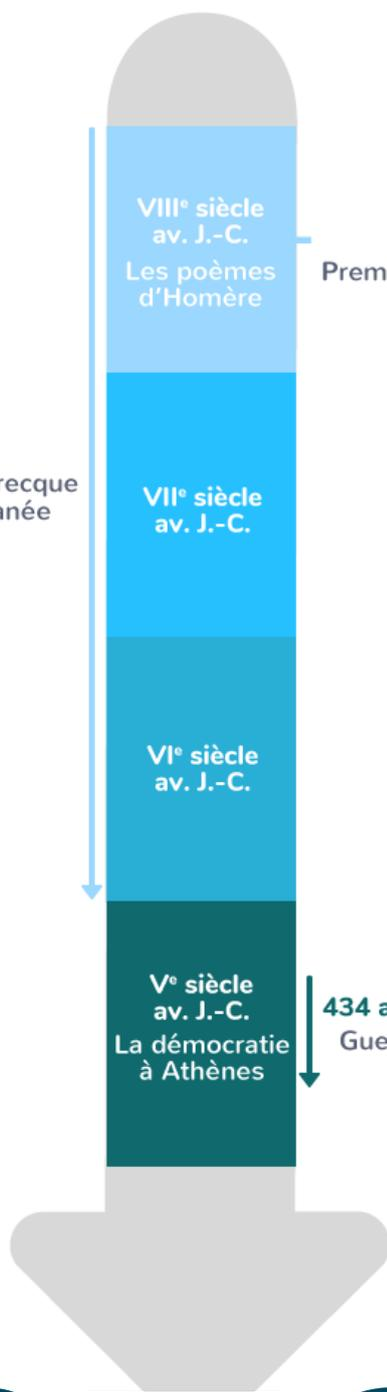 VIIIᵉ siècle
av. J.-C.
Les poèmes
d'Homère
Prem
recque
anée
VIIᵉ siècle
av. J.-C.
VIᵉ siècle
av. J.-C.
Vᵉ siècle
av. J.-C.
La démocratie
à Athènes
434 a
Gue